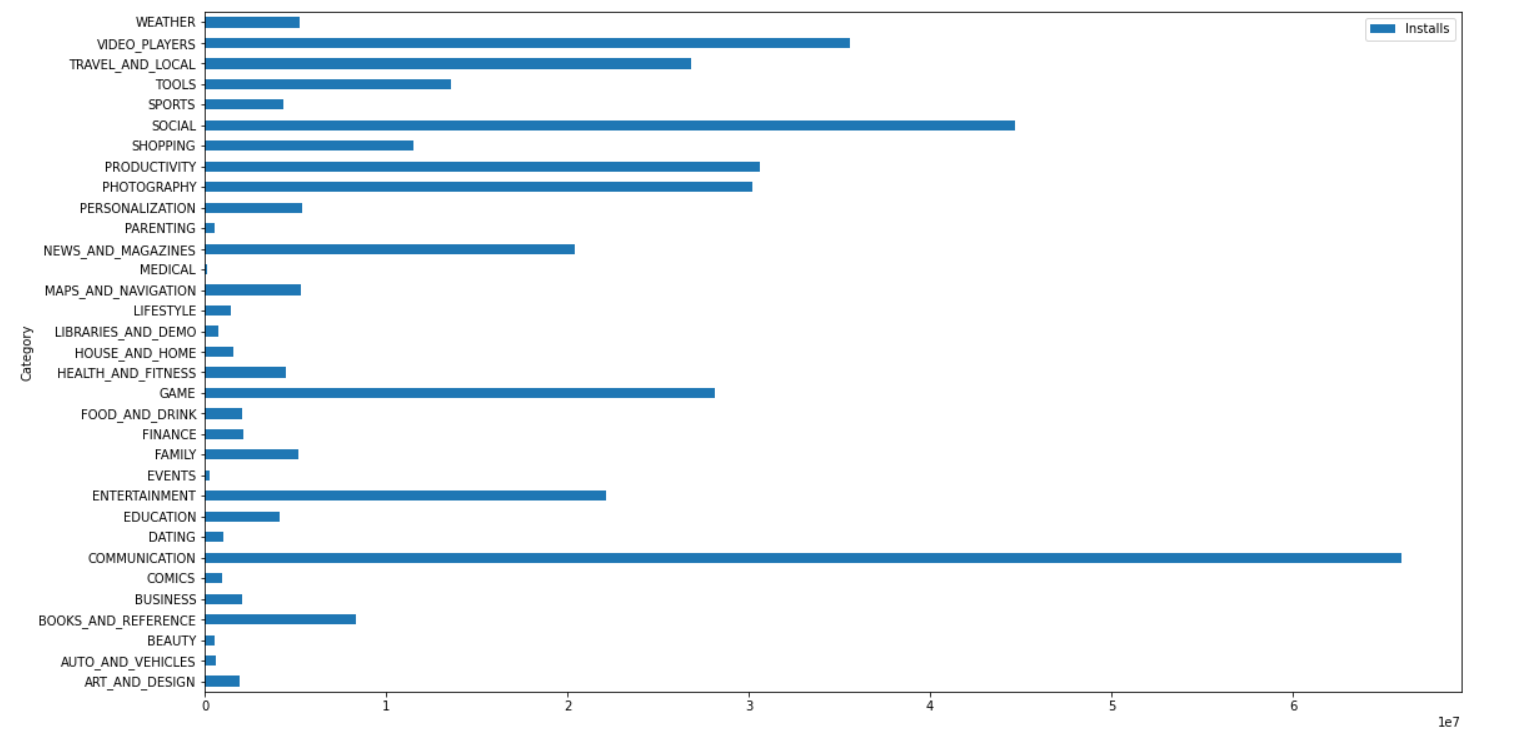 WEATHER
Installs
VIDEO_PLAYERS
TRAVEL_AND_LOCAL
TOOLS
SPORTS
SOCIAL
SHOPPING
PRODUCTIVITY
PHOTOGRAPHY
PERSONALIZATION
PARENTING
NEWS_AND_MAGAZINES
MEDICAL
MAPS_AND_NAVIGATION
LIFESTYLE
LIBRARIES_AND_DEMO
HOUSE_AND_HOME
Category
HEALTH_AND_FITNESS
GAME
FOOD_AND_DRINK
FINANCE
FAMILY
EVENTS
ENTERTAINMENT
EDUCATION
DATING
COMMUNICATION
COMICS
BUSINESS
BOOKS_AND_REFERENCE
BEAUTY
AUTO_AND_VEHICLES
ART_AND_DESIGN
0 1 2 3 4 5 6
1e7